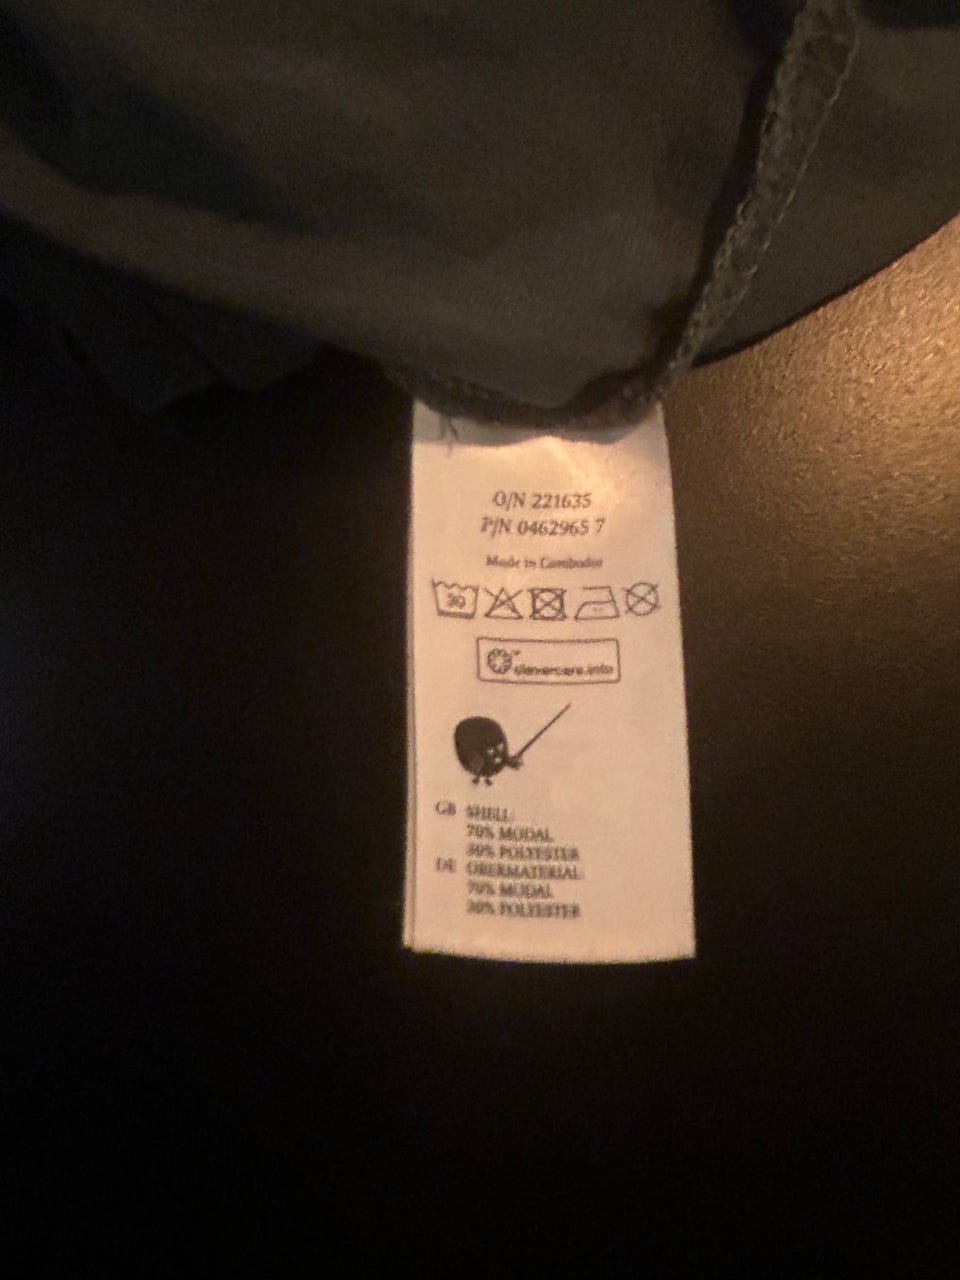 O/N 221635
P/N 0462965 7
Made in Cambodia
30
clevercare.info
GB SHELL:
70% MODAL
30% POLYESTER
DE OBERMATERIAL:
70% MODAL
30% POLYESTER